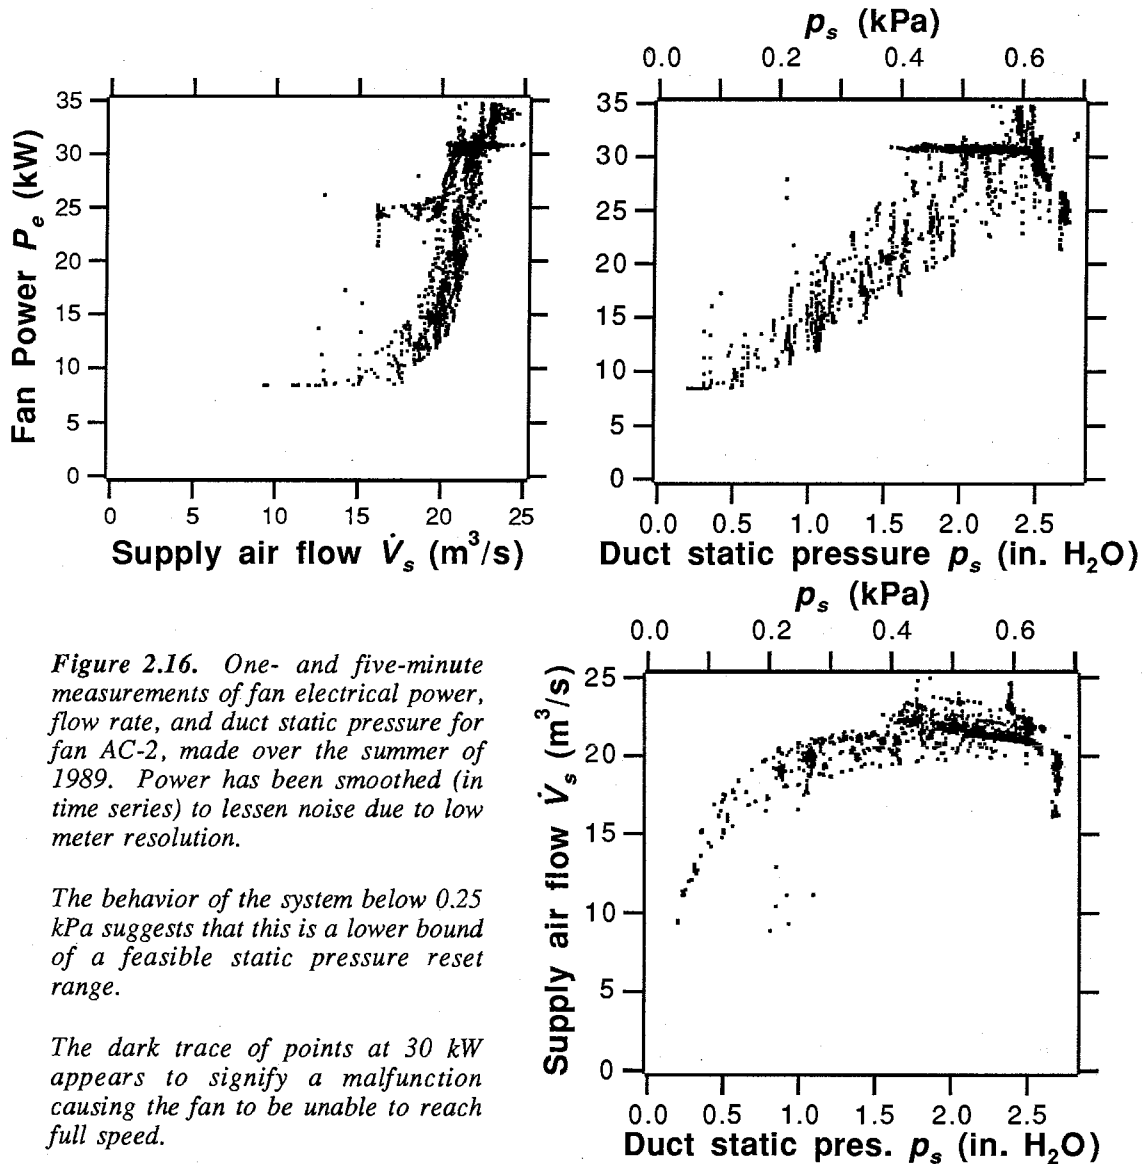 p_s (kPa)
0.0 0.2 0.4 0.6
35
30
25
20
15
10
5
0
Fan Power P_e (kW)
0 5 10 15 20 25
Supply air flow V̇_s (m³/s)
35
30
25
20
15
10
5
0
0.0 0.5 1.0 1.5 2.0 2.5
Duct static pressure p_s (in. H₂O)
p_s (kPa)
0.0 0.2 0.4 0.6
25
20
15
10
5
0
Supply air flow V̇_s (m³/s)
0.0 0.5 1.0 1.5 2.0 2.5
Duct static pres. p_s (in. H₂O)
Figure 2.16. One- and five-minute
measurements of fan electrical power,
flow rate, and duct static pressure for
fan AC-2, made over the summer of
1989. Power has been smoothed (in
time series) to lessen noise due to low
meter resolution.
The behavior of the system below 0.25
kPa suggests that this is a lower bound
of a feasible static pressure reset
range.
The dark trace of points at 30 kW
appears to signify a malfunction
causing the fan to be unable to reach
full speed.